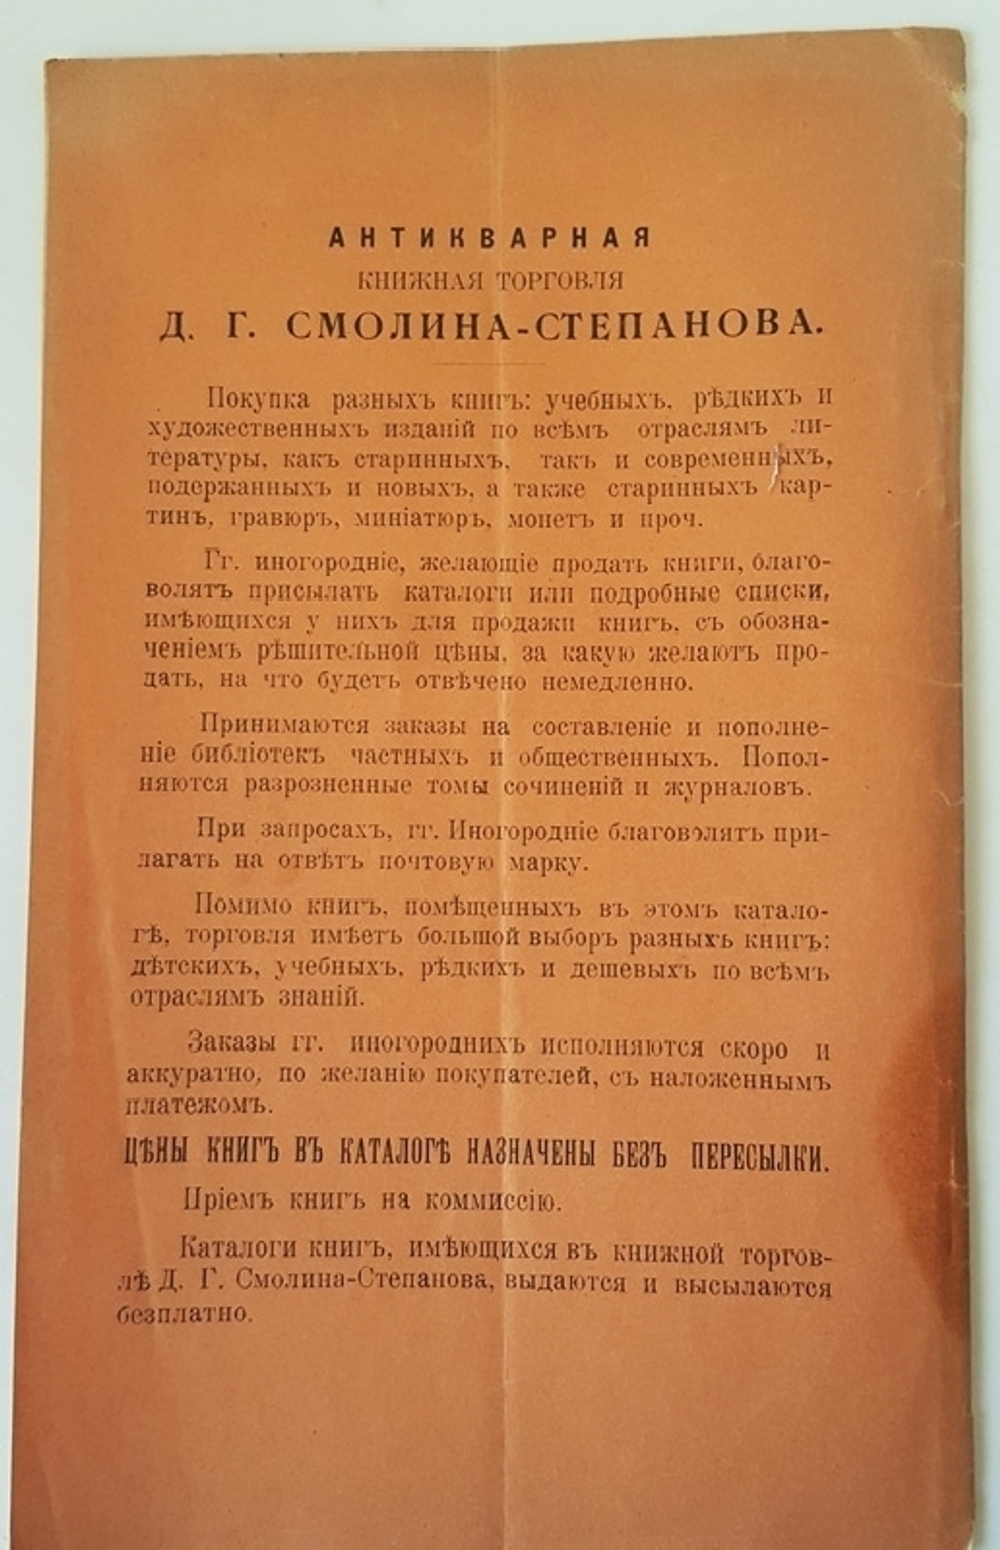 АНТИКВАРНАЯ
КНИЖНАЯ ТОРГОВЛЯ
Д. Г. СМОЛИНА-СТЕПАНОВА.
Покупка разныхъ книгъ: учебныхъ, рѣдкихъ и
художественныхъ изданій по всѣмъ отраслямъ ли-
тературы, какъ старинныхъ, такъ и современныхъ,
подержанныхъ и новыхъ, а также старинныхъ кар-
тинъ, гравюръ, миніатюръ, монетъ и проч.
Гг. иногородніе, желающіе продать книги, благо-
волятъ присылать каталоги или подробные списки,
имѣющихся у нихъ для продажи книгъ, съ обозна-
ченіемъ рѣшительной цѣны, за какую желаютъ про-
дать, на что будетъ отвѣчено немедленно.
Принимаются заказы на составленіе и пополне-
ніе библіотекъ частныхъ и общественныхъ. Попол-
няются разрозненные томы сочиненій и журналовъ.
При запросахъ, гг. Иногородніе благоволятъ при-
лагать на отвѣтъ почтовую марку.
Помимо книгъ, помѣщенныхъ въ этомъ катало-
гѣ, торговля имѣетъ большой выборъ разныхъ книгъ:
дѣтскихъ, учебныхъ, рѣдкихъ и дешевыхъ по всѣмъ
отраслямъ знаній.
Заказы гг. иногороднихъ исполняются скоро и
аккуратно, по желанію покупателей, съ наложеннымъ
платежомъ.
ЦѢНЫ КНИГЪ ВЪ КАТАЛОГѢ НАЗНАЧЕНЫ БЕЗЪ ПЕРЕСЫЛКИ.
Пріемъ книгъ на коммиссію.
Каталоги книгъ, имѣющихся въ книжной торгов-
лѣ Д. Г. Смолина-Степанова, выдаются и высылаются
безплатно.